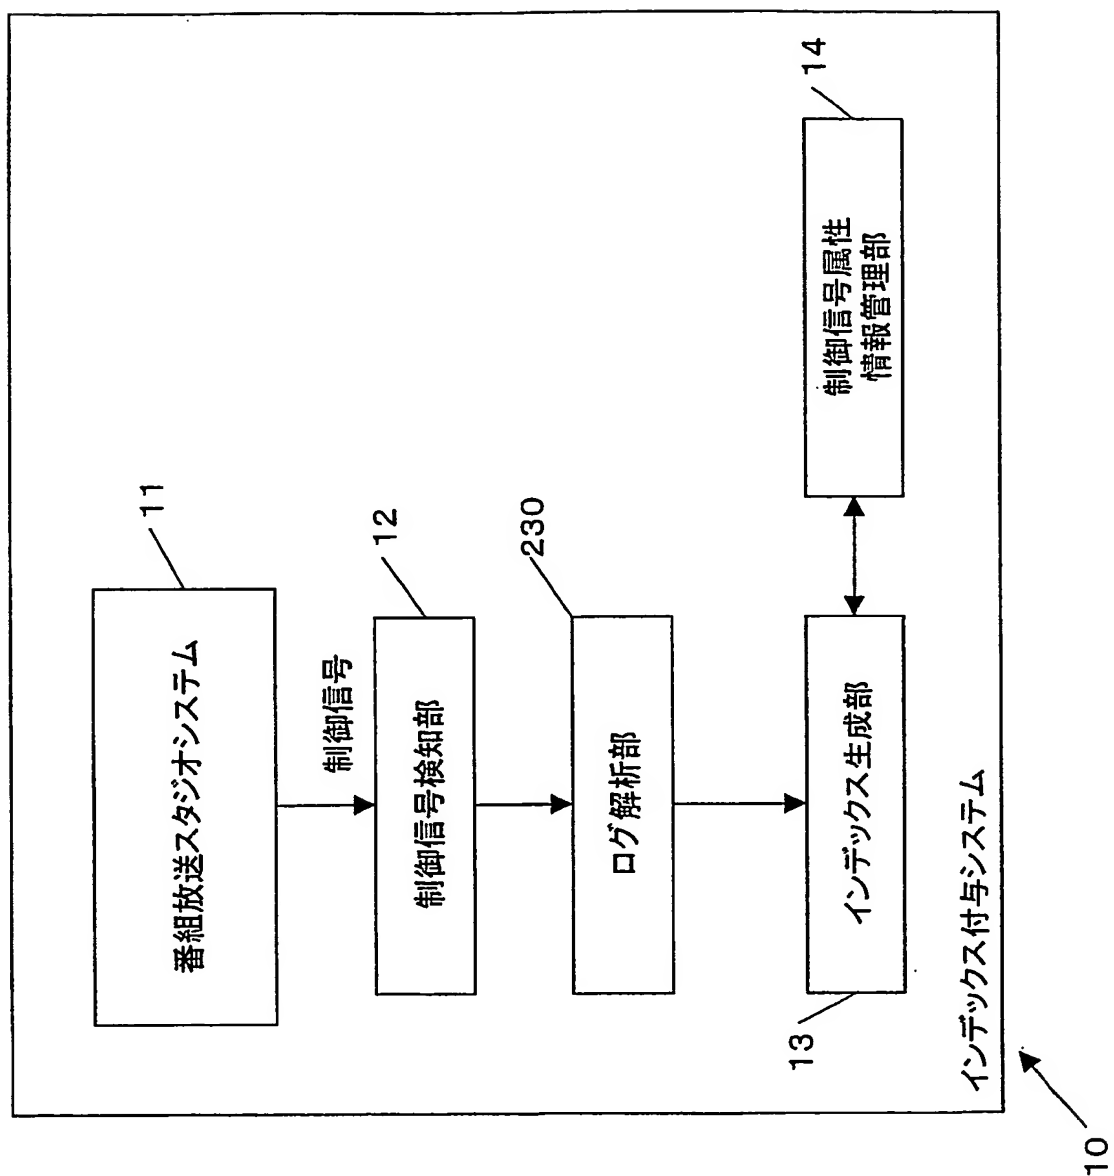 11
番組放送スタジオシステム
制御信号
12
制御信号検知部
230
ログ解析部
13
インデックス生成部
14
制御信号属性
情報管理部
インデックス付与システム
10